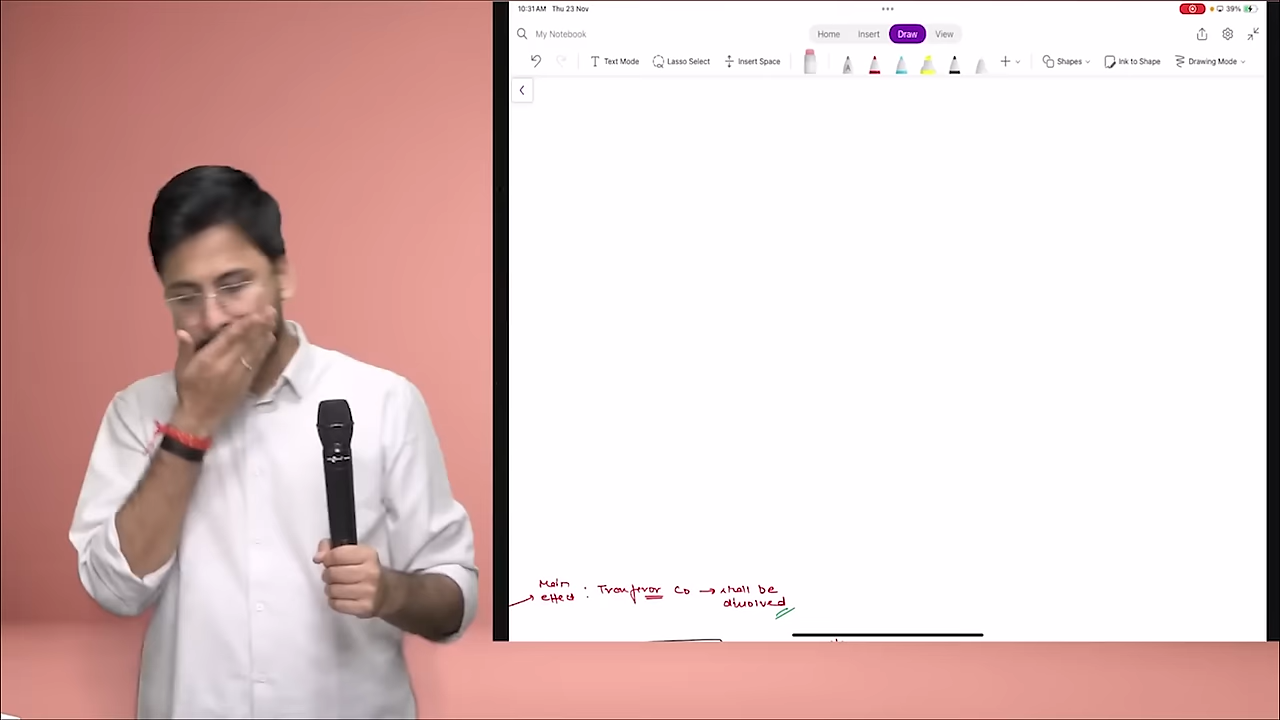 10:31 AM Thu 23 Nov
39%
My Notebook
Home Insert Draw View
Text Mode Lasso Select Insert Space Shapes Ink to Shape Drawing Mode
Main
effect : Transferor Co → shall be
dissolved